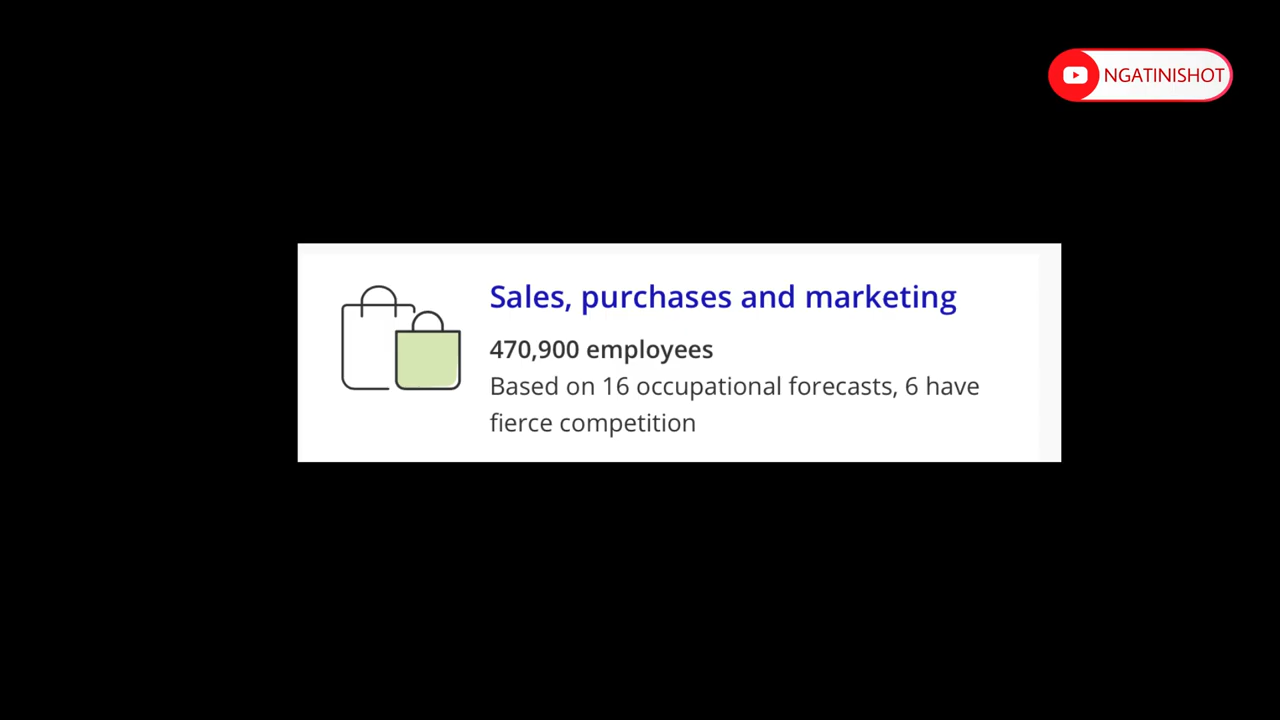 NGATINISHOT
Sales, purchases and marketing
470,900 employees
Based on 16 occupational forecasts, 6 have
fierce competition